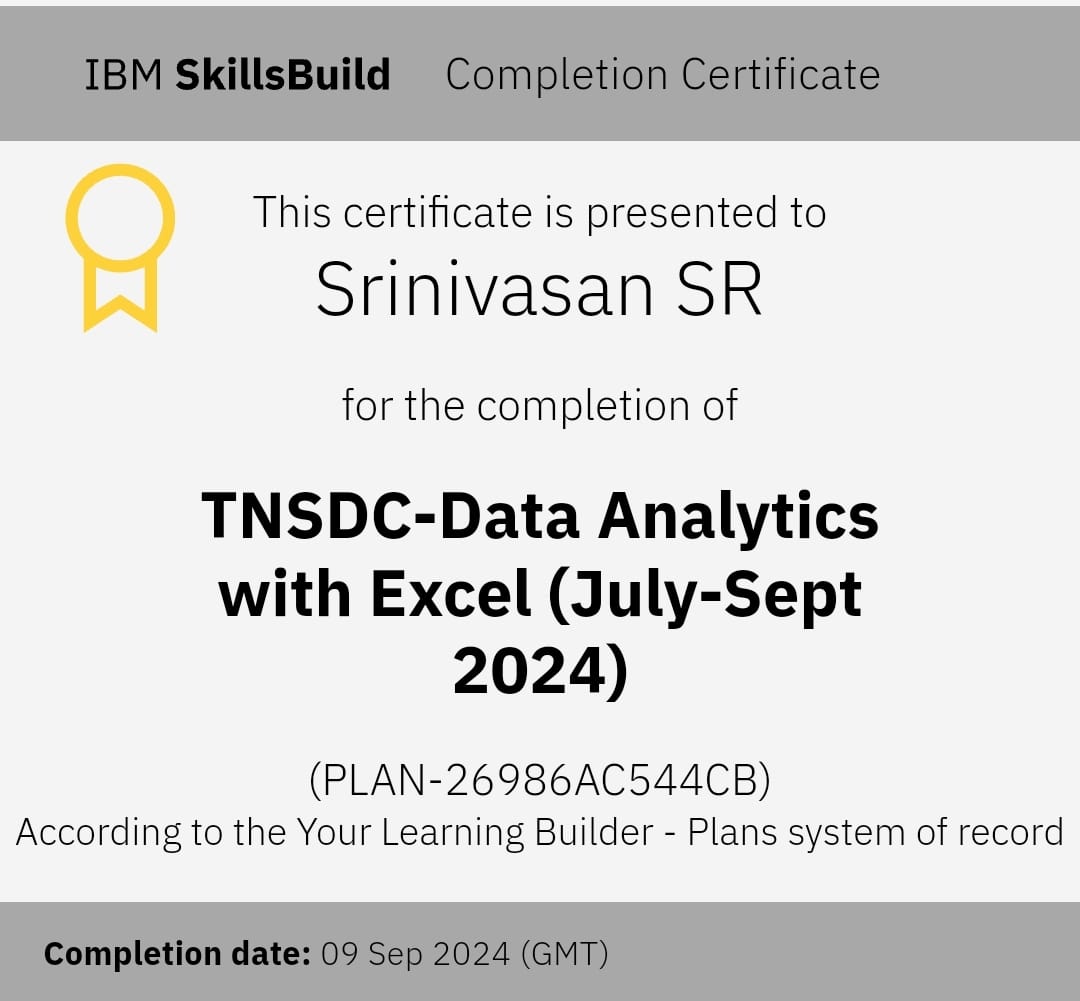 IBM SkillsBuild Completion Certificate
This certificate is presented to
Srinivasan SR
for the completion of
TNSDC-Data Analytics
with Excel (July-Sept
2024)
(PLAN-26986AC544CB)
According to the Your Learning Builder - Plans system of record
Completion date: 09 Sep 2024 (GMT)